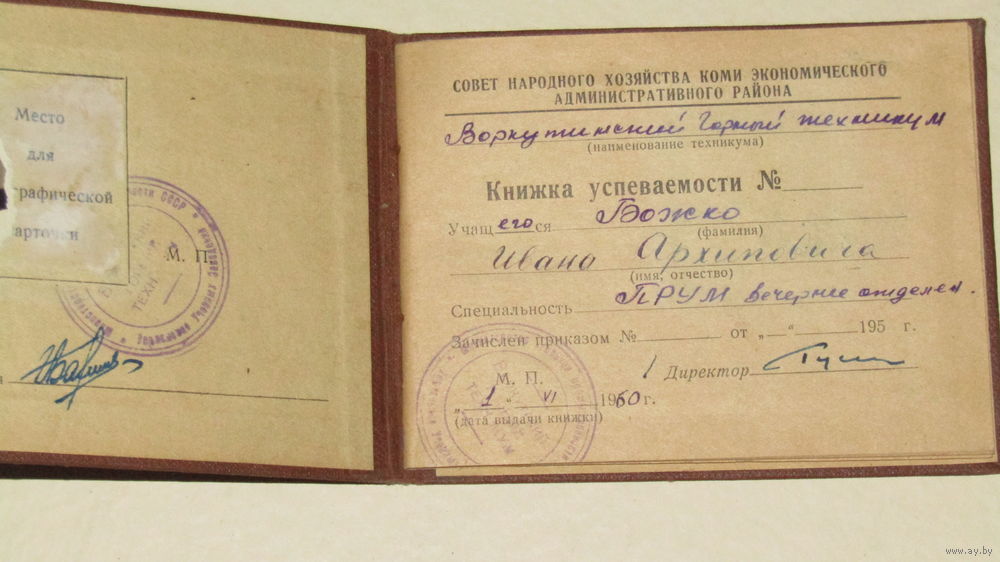 Место
для
графической
арточки
М. П.
СОВЕТ НАРОДНОГО ХОЗЯЙСТВА КОМИ ЭКОНОМИЧЕСКОГО
АДМИНИСТРАТИВНОГО РАЙОНА
Воркутинский Горный техникум
(наименование техникума)
Книжка успеваемости №
Учащегося Божко
(фамилия)
Ивана Архиповича
(имя, отчество)
Специальность ПРУМ вечернее отделен.
Зачислен приказом № от „ “ 195 г.
Директор
М. П.
„1“ VI 1960 г.
(дата выдачи книжки)
www.ay.by